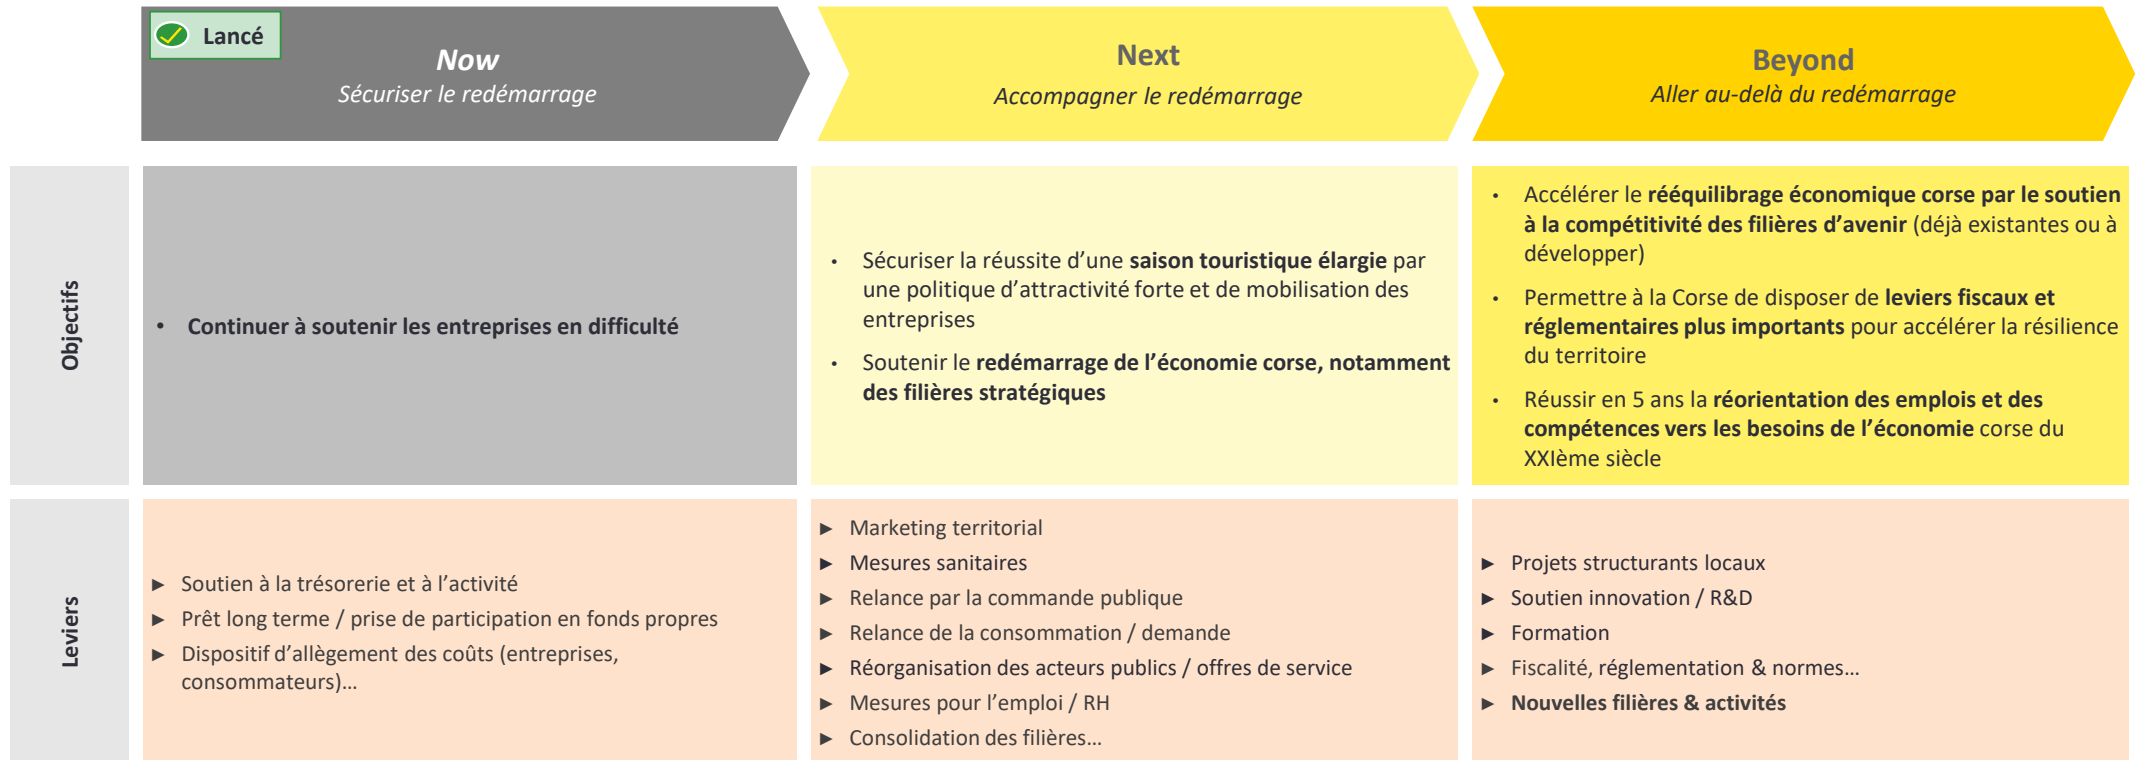 Lancé
Now
Sécuriser le redémarrage
Next
Accompagner le redémarrage
Beyond
Aller au-delà du redémarrage
Objectifs
• Continuer à soutenir les entreprises en difficulté
• Sécuriser la réussite d’une saison touristique élargie par
une politique d’attractivité forte et de mobilisation des
entreprises
• Soutenir le redémarrage de l’économie corse, notamment
des filières stratégiques
• Accélérer le rééquilibrage économique corse par le soutien
à la compétitivité des filières d’avenir (déjà existantes ou à
développer)
• Permettre à la Corse de disposer de leviers fiscaux et
réglementaires plus importants pour accélérer la résilience
du territoire
• Réussir en 5 ans la réorientation des emplois et des
compétences vers les besoins de l’économie corse du
XXIème siècle
Leviers
► Soutien à la trésorerie et à l’activité
► Prêt long terme / prise de participation en fonds propres
► Dispositif d’allègement des coûts (entreprises,
consommateurs)…
► Marketing territorial
► Mesures sanitaires
► Relance par la commande publique
► Relance de la consommation / demande
► Réorganisation des acteurs publics / offres de service
► Mesures pour l’emploi / RH
► Consolidation des filières…
► Projets structurants locaux
► Soutien innovation / R&D
► Formation
► Fiscalité, réglementation & normes…
► Nouvelles filières & activités